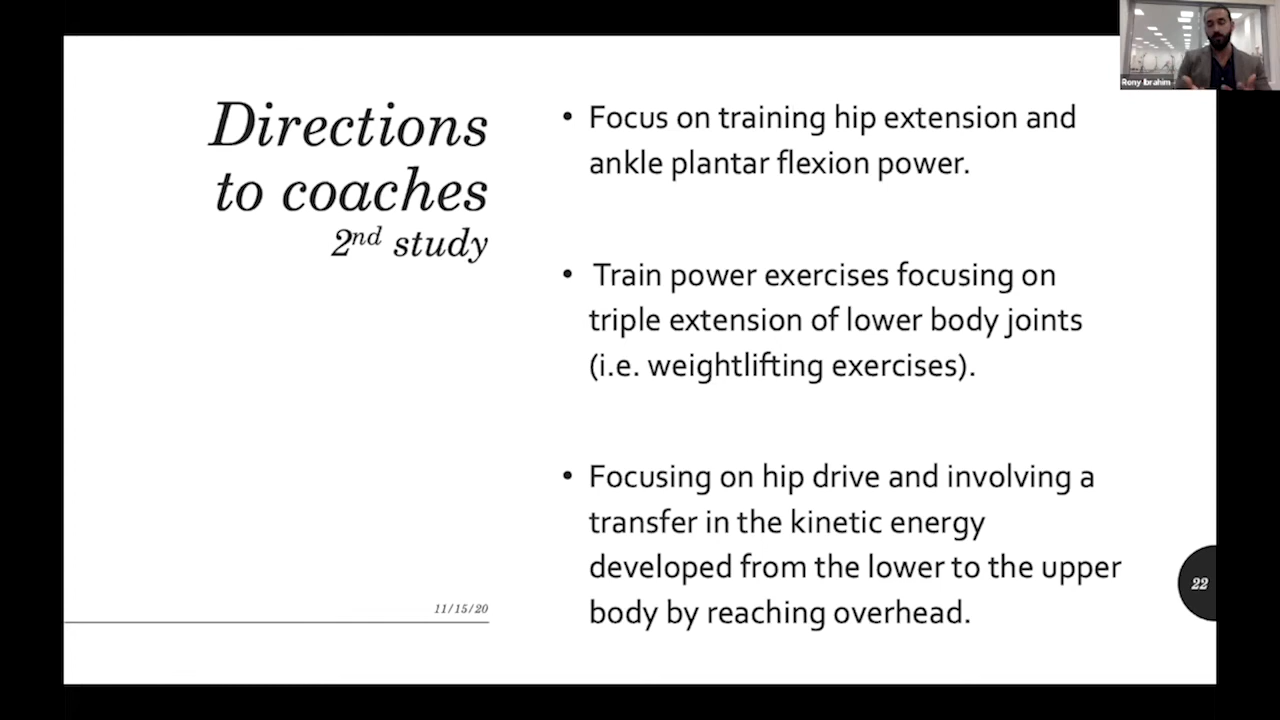 Rony Ibrahim
Directions
to coaches
2nd study
• Focus on training hip extension and
ankle plantar flexion power.
• Train power exercises focusing on
triple extension of lower body joints
(i.e. weightlifting exercises).
• Focusing on hip drive and involving a
transfer in the kinetic energy
developed from the lower to the upper
body by reaching overhead.
11/15/20
22